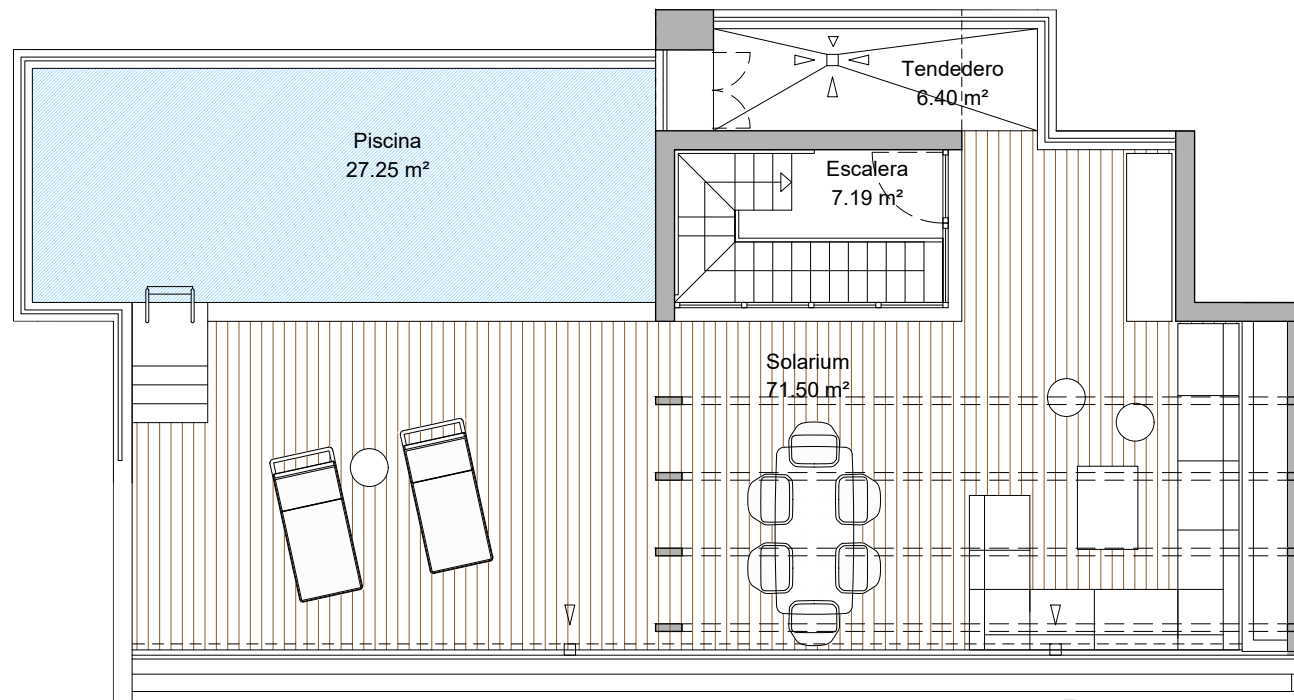 Tendedero
6.40 m²
Piscina
27.25 m²
Escalera
7.19 m²
Solarium
71.50 m²